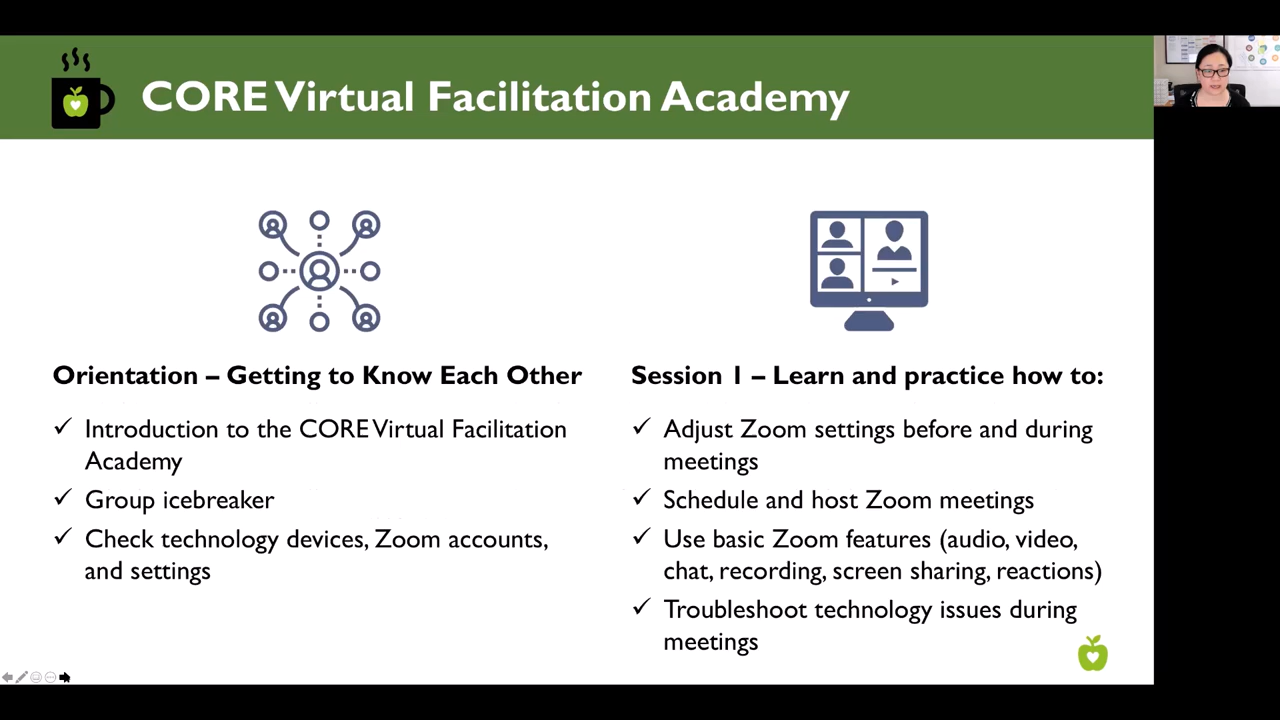 CORE Virtual Facilitation Academy
Orientation – Getting to Know Each Other
✓ Introduction to the CORE Virtual Facilitation
Academy
✓ Group icebreaker
✓ Check technology devices, Zoom accounts,
and settings
Session 1 – Learn and practice how to:
✓ Adjust Zoom settings before and during
meetings
✓ Schedule and host Zoom meetings
✓ Use basic Zoom features (audio, video,
chat, recording, screen sharing, reactions)
✓ Troubleshoot technology issues during
meetings